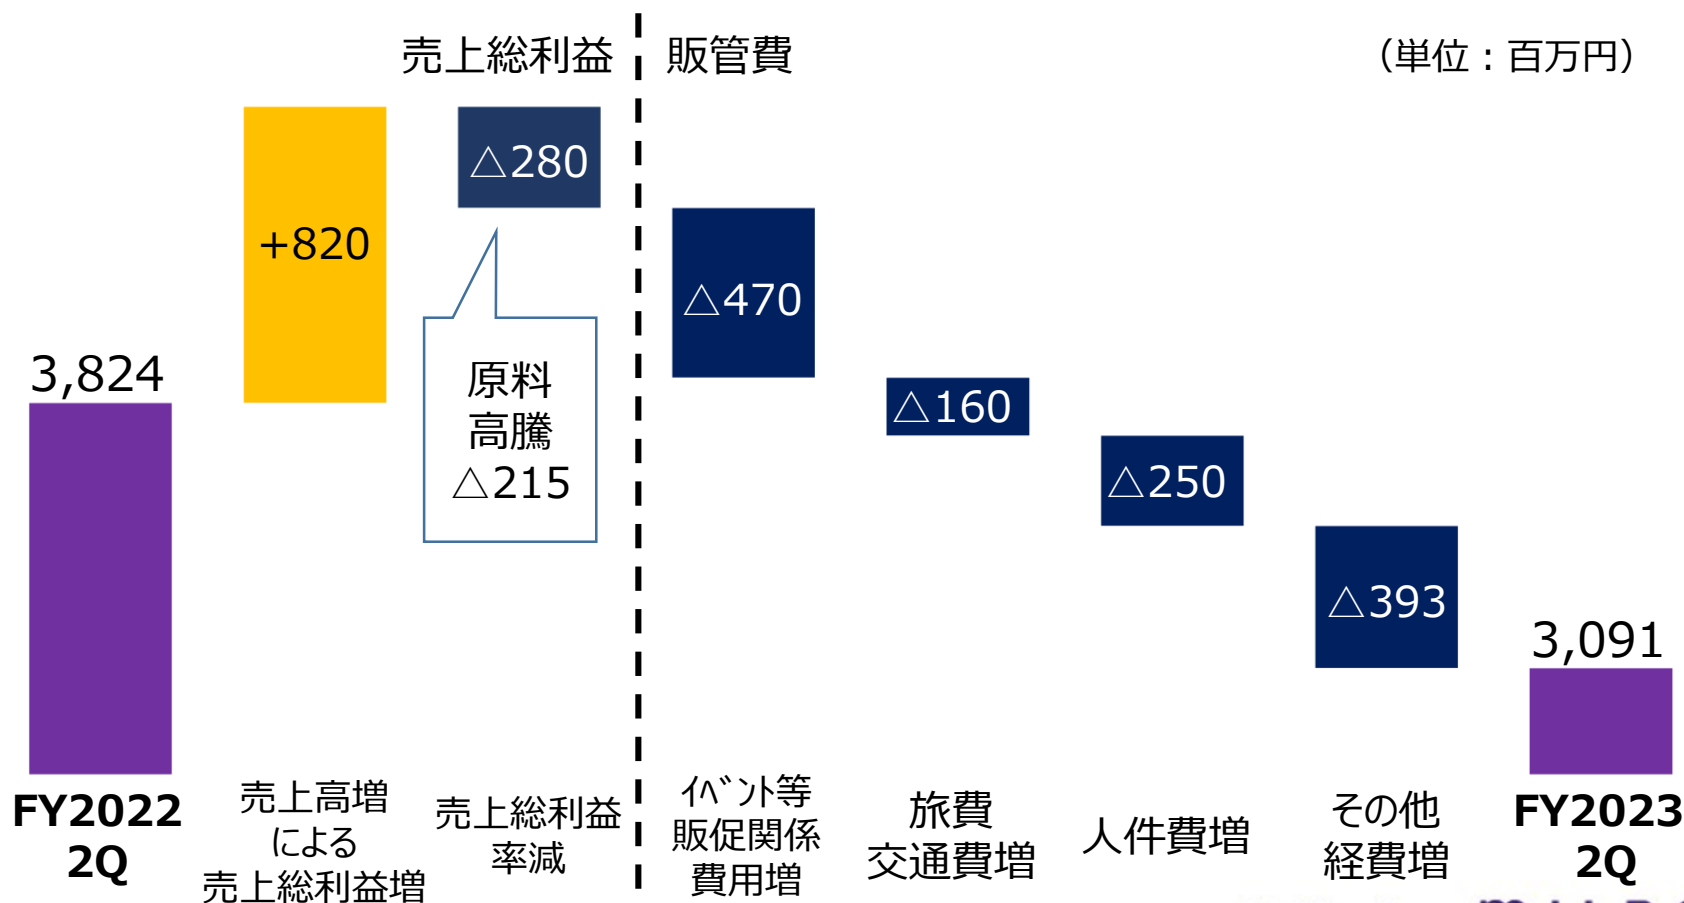 売上総利益
販管費
（単位：百万円）
3,824
+820
△280
原料
高騰
△215
△470
△160
△250
△393
3,091
FY2022
2Q
売上高増
による
売上総利益増
売上総利益
率減
ｲﾍﾞﾝﾄ等
販促関係
費用増
旅費
交通費増
人件費増
その他
経費増
FY2023
2Q